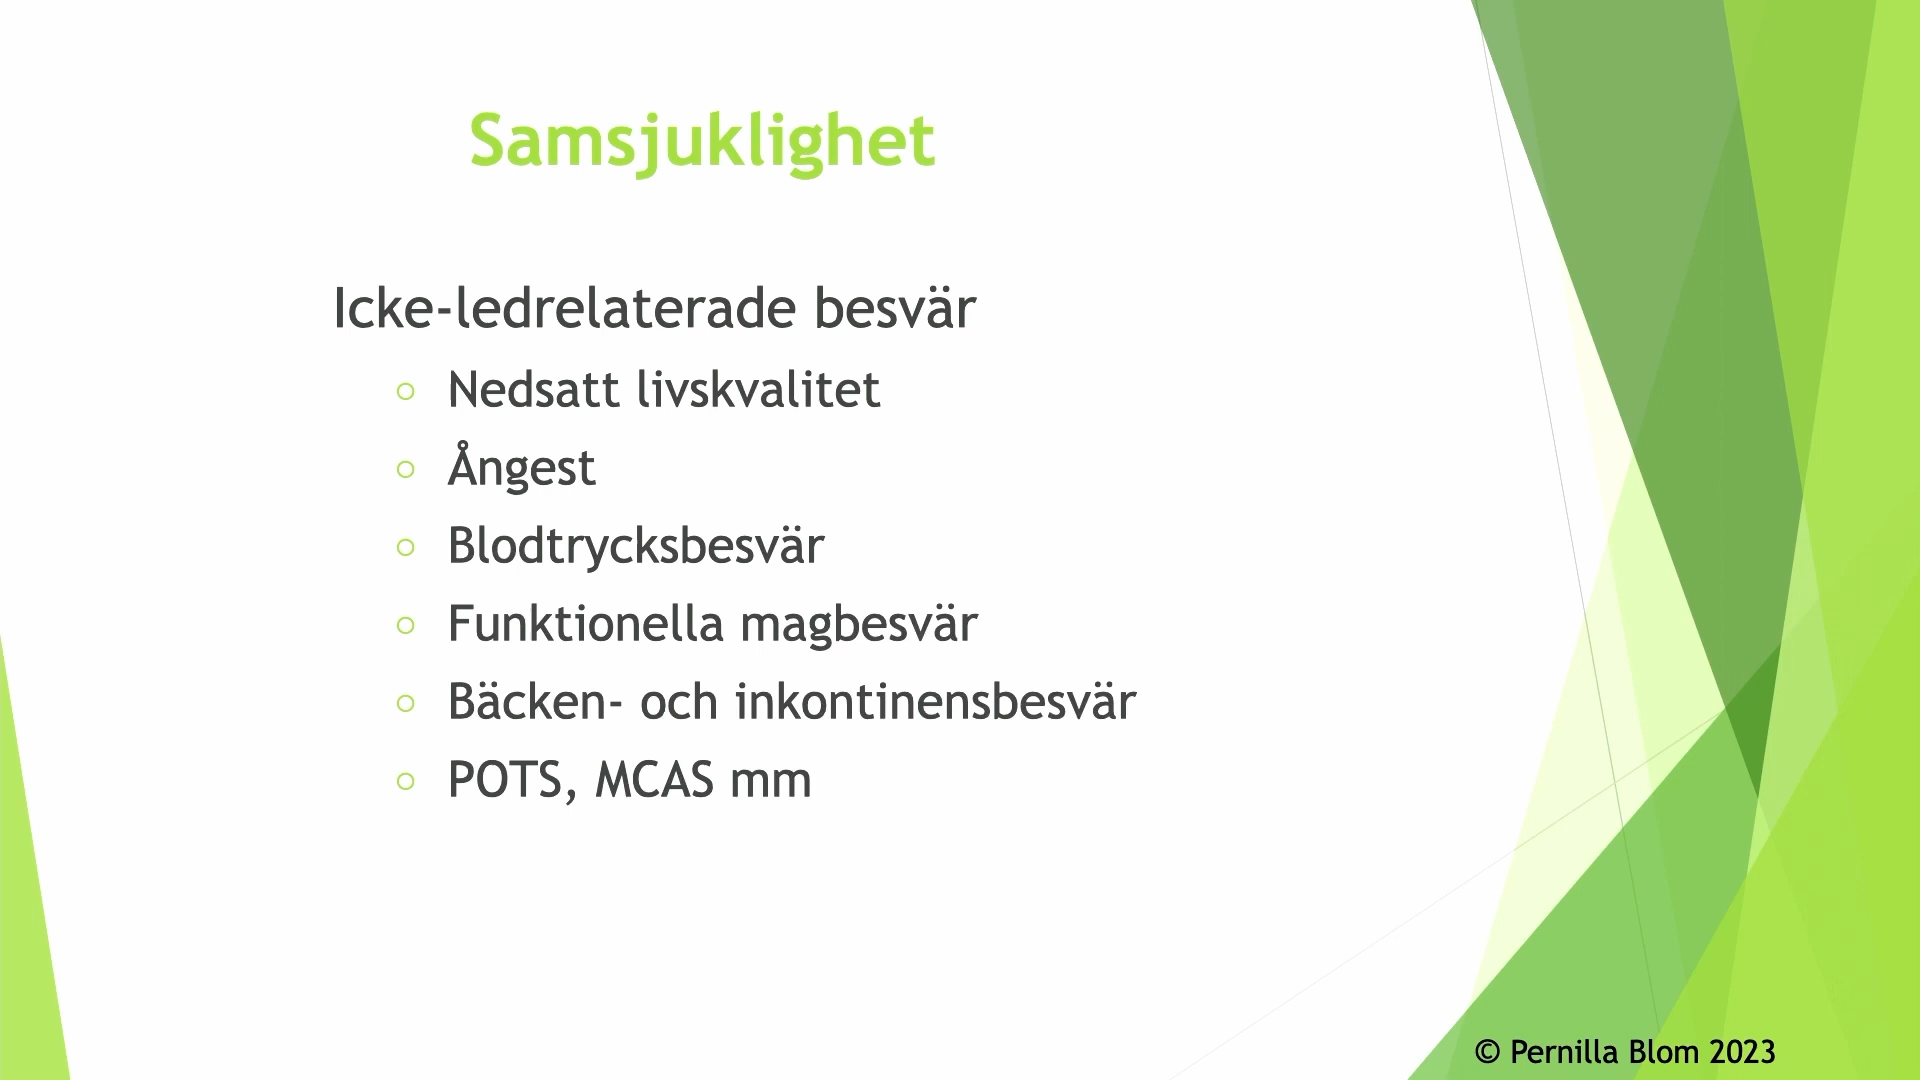 Samsjuklighet
Icke-ledrelaterade besvär
Nedsatt livskvalitet
Ångest
Blodtrycksbesvär
Funktionella magbesvär
Bäcken- och inkontinensbesvär
POTS, MCAS mm
© Pernilla Blom 2023